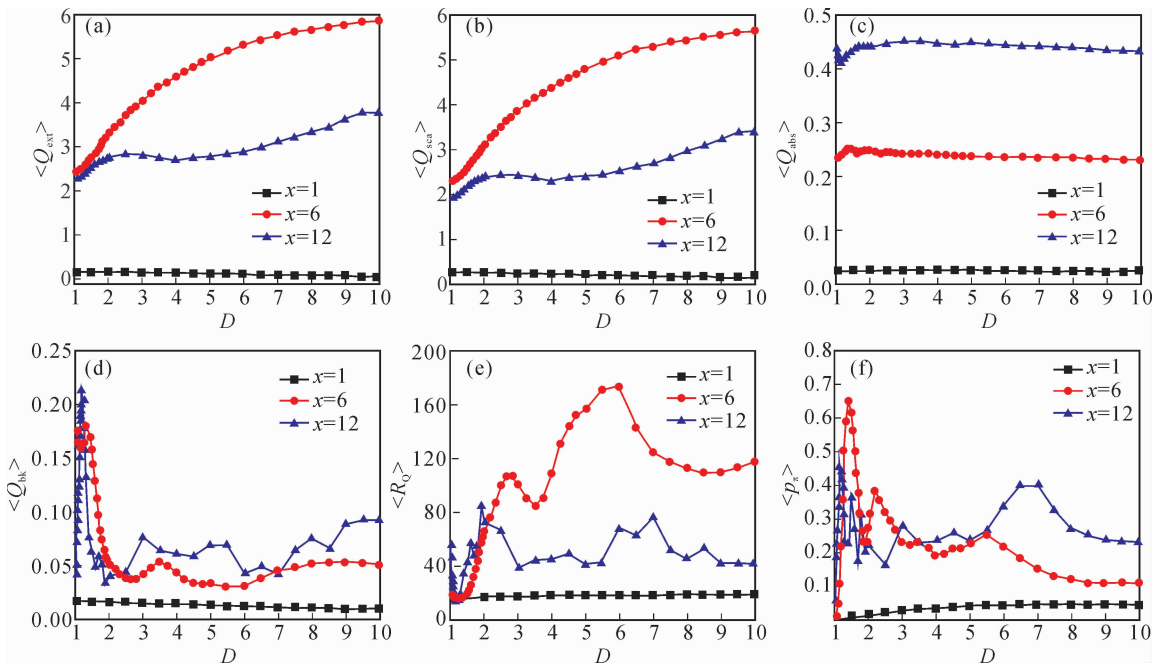 (a)
<Q_ext>
6
5
4
3
2
1
0
x=1
x=6
x=12
1 2 3 4 5 6 7 8 9 10
D
(b)
<Q_sca>
6
5
4
3
2
1
0
x=1
x=6
x=12
1 2 3 4 5 6 7 8 9 10
D
(c)
<Q_abs>
0.5
0.4
0.3
0.2
0.1
0.0
x=1
x=6
x=12
1 2 3 4 5 6 7 8 9 10
D
(d)
<Q_bk>
0.25
0.20
0.15
0.10
0.05
0.00
x=1
x=6
x=12
1 2 3 4 5 6 7 8 9 10
D
(e)
<R_Q>
200
160
120
80
40
0
x=1
x=6
x=12
1 2 3 4 5 6 7 8 9 10
D
(f)
<p_a>
0.8
0.7
0.6
0.5
0.4
0.3
0.2
0.1
x=1
x=6
x=12
1 2 3 4 5 6 7 8 9 10
D